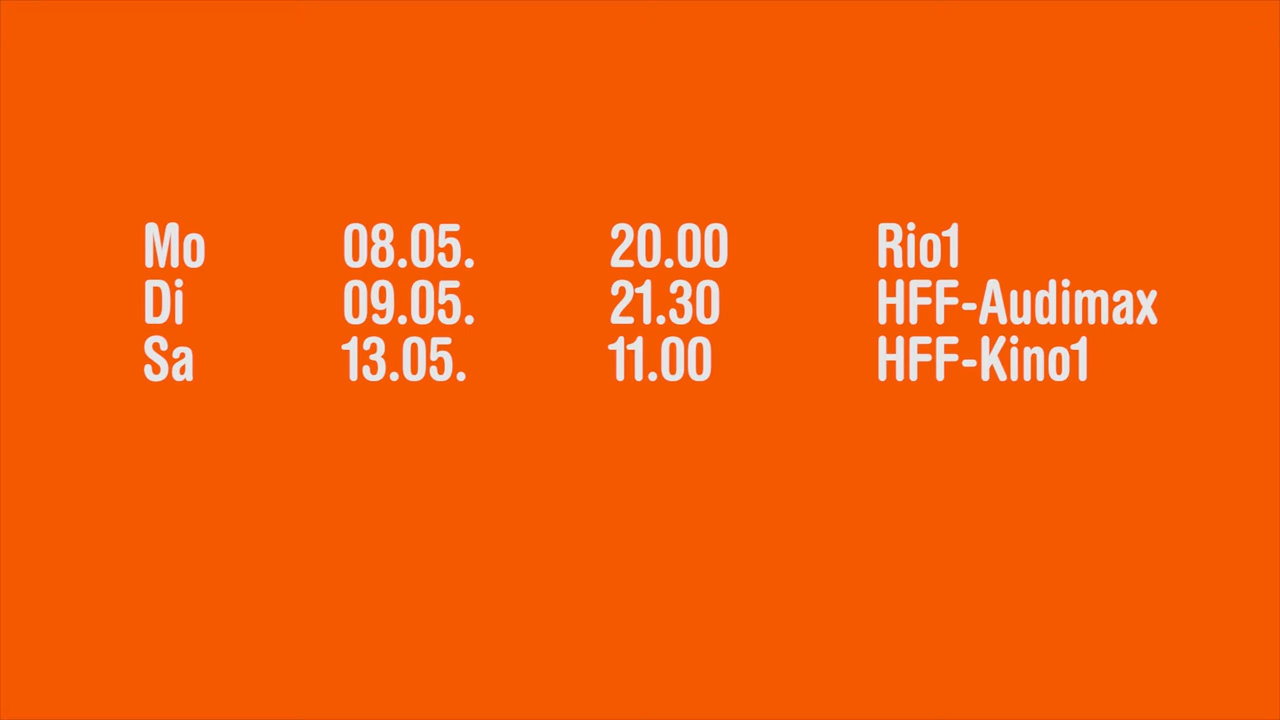 Mo 08.05. 20.00 Rio1
Di 09.05. 21.30 HFF-Audimax
Sa 13.05. 11.00 HFF-Kino1